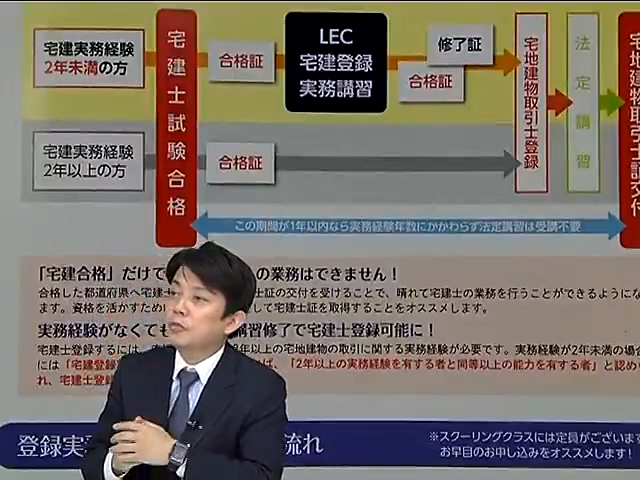 宅建実務経験
2年未満の方
宅建士試験合格
合格証
LEC
宅建登録
実務講習
修了証
合格証
宅地建物取引士登録
法定講習
宅地建物取引士証交付
宅建実務経験
2年以上の方
合格証
この期間が1年以内なら実務経験年数にかかわらず法定講習は受講不要
「宅建合格」だけで の業務はできません！
合格した都道府県へ宅建士 士証の交付を受けることで、晴れて宅建士の業務を行うことができるようにな
ます。資格を活かすため して宅建士証を取得することをオススメします。
実務経験がなくても 講習修了で宅建士登録可能に！
宅建士登録するには、 年以上の宅地建物の取引に関する実務経験が必要です。実務経験が2年未満の場合
には「宅建登録 ば、「2年以上の実務経験を有する者と同等以上の能力を有する者」と認め
れ、宅建士登録
登録実 流れ
※スクーリングクラスには定員がございます
お早目のお申し込みをオススメします！